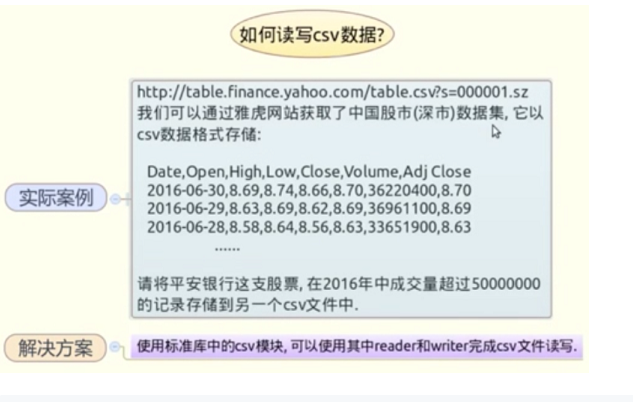 如何读写csv数据?
http://table.finance.yahoo.com/table.csv?s=000001.sz
我们可以通过雅虎网站获取了中国股市(深市)数据集, 它以
csv数据格式存储:
Date,Open,High,Low,Close,Volume,Adj Close
2016-06-30,8.69,8.74,8.66,8.70,36220400,8.70
2016-06-29,8.63,8.69,8.62,8.69,36961100,8.69
2016-06-28,8.58,8.64,8.56,8.63,33651900,8.63
......
实际案例
请将平安银行这支股票, 在2016年中成交量超过50000000
的记录存储到另一个csv文件中.
解决方案
使用标准库中的csv模块, 可以使用其中reader和writer完成csv文件读写.